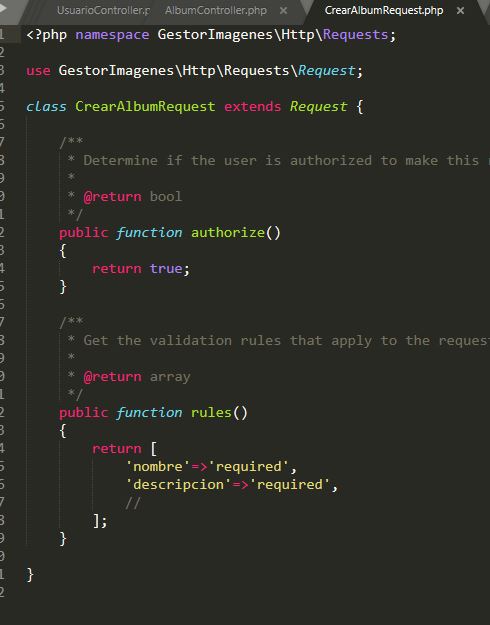 UsuarioController.p AlbumController.php × CrearAlbumRequest.php ×
1 <?php namespace GestorImagenes\Http\Requests;
2
3 use GestorImagenes\Http\Requests\Request;
4
5 class CrearAlbumRequest extends Request {
6
7 /**
8 * Determine if the user is authorized to make this
9 *
0 * @return bool
1 */
2 public function authorize()
3 {
4 return true;
5 }
6
7 /**
8 * Get the validation rules that apply to the reques
9 *
0 * @return array
1 */
2 public function rules()
3 {
4 return [
5 'nombre'=>'required',
6 'descripcion'=>'required',
7 //
8 ];
9 }
0
1 }
2